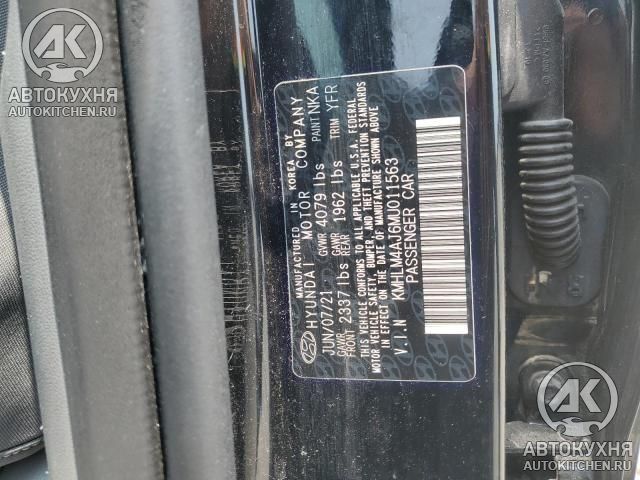 АВТОКУХНЯ
AUTOKITCHEN.RU
MANUFACTURED IN KOREA BY
HYUNDAI MOTOR COMPANY
JUN/07/21 GVWR 4079 lbs PAINT NKA
GAWR FRONT 2337 lbs GAWR REAR 1962 lbs TRIM YFR
THIS VEHICLE CONFORMS TO ALL APPLICABLE U.S.A. FEDERAL
MOTOR VEHICLE SAFETY, BUMPER, AND THEFT PREVENTION STANDARDS
IN EFFECT ON THE DATE OF MANUFACTURE SHOWN ABOVE.
V.I.N KMHLM4AJ6MU011563
PASSENGER CAR
АВТОКУХНЯ
AUTOKITCHEN.RU